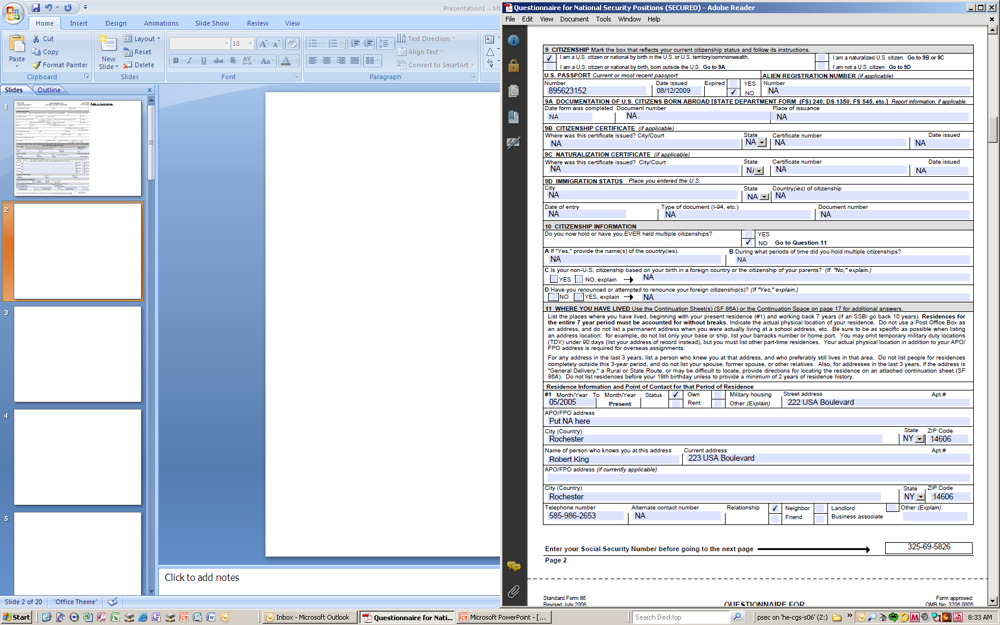 Presentation1 - Mi
Home Insert Design Animations Slide Show Review View
Paste
Cut
Copy
Format Painter
Clipboard
New Slide
Layout
Reset
Delete
Slides
18
Font
Text Direction
Align Text
Convert to SmartArt
Paragraph
Slides Outline
1
2
3
4
5
Click to add notes
Slide 2 of 20 "Office Theme"
Questionnaire for National Security Positions (SECURED) - Adobe Reader
File Edit View Document Tools Window Help
9 CITIZENSHIP Mark the box that reflects your current citizenship status and follow its instructions.
I am a U.S. citizen or national by birth in the U.S. or U.S. territory/commonwealth. I am a naturalized U.S. citizen. Go to 9B or 9C
I am a U.S. citizen or national by birth, born outside the U.S. Go to 9A I am not a U.S. citizen. Go to 9D
U.S. PASSPORT Current or most recent passport ALIEN REGISTRATION NUMBER (if applicable)
Number Date issued Expired YES Number
895623152 08/12/2009 NO NA
9A DOCUMENTATION OF U.S. CITIZENS BORN ABROAD [STATE DEPARTMENT FORM (FS) 240, DS 1350, FS 545, etc.] Report information, if applicable.
Date form was completed Document number Place of issuance
NA NA NA
9B CITIZENSHIP CERTIFICATE (if applicable)
Where was this certificate issued? City/Court State Certificate number Date issued
NA NA NA NA
9C NATURALIZATION CERTIFICATE (if applicable)
Where was this certificate issued? City/Court State Certificate number Date issued
NA NA NA NA
9D IMMIGRATION STATUS Place you entered the U.S.
City State Country(ies) of citizenship
NA NA NA
Date of entry Type of document (I-94, etc.) Document number
NA NA NA
10 CITIZENSHIP INFORMATION
Do you now hold or have you EVER held multiple citizenships? YES
NO Go to Question 11
A If "Yes," provide the name(s) of the country(ies). B During what periods of time did you hold multiple citizenships?
NA NA
C Is your non-U.S. citizenship based on your birth in a foreign country or the citizenship of your parents? (If "No," explain.)
YES NO, explain NA
D Have you renounced or attempted to renounce your foreign citizenship(s)? (If "Yes," explain.)
NO YES, explain NA
11 WHERE YOU HAVE LIVED Use the Continuation Sheet(s) (SF 86A) or the Continuation Space on page 17 for additional answers.
List the places where you have lived, beginning with your present residence (#1) and working back 7 years (if an SSBI go back 10 years). Residences for
the entire 7 year period must be accounted for without breaks. Indicate the actual physical location of your residence. Do not use a Post Office Box as
an address, and do not list a permanent address when you were actually living at a school address, etc. Be sure to be as specific as possible when listing
an address location: for example, do not list only your base or ship, list your barracks number or home port. You may omit temporary military duty locations
(TDY) under 90 days (list your address of record instead), but you must list other part-time residences. Your actual physical location in addition to your APO/
FPO address is required for overseas assignments.
For any address in the last 3 years, list a person who knew you at that address, and who preferably still lives in that area. Do not list people for residences
completely outside this 3-year period, and do not list your spouse, former spouse, or other relatives. Also, for addresses in the last 3 years, if the address is
"General Delivery," a Rural or State Route, or may be difficult to locate, provide directions for locating the residence on an attached continuation sheet (SF
86A). Do not list residences before your 18th birthday unless to provide a minimum of 2 years of residence history.
Residence Information and Point of Contact for that Period of Residence
#1 Month/Year To Month/Year Status Own Military housing Street address Apt.#
05/2005 Present Rent Other (Explain) 222 USA Boulevard
APO/FPO address
Put NA here
City (Country) State ZIP Code
Rochester NY 14606
Name of person who knows you at this address Current address Apt.#
Robert King 223 USA Boulevard
APO/FPO address (if currently applicable)
City (Country) State ZIP Code
Rochester NY 14606
Telephone number Alternate contact number Relationship Neighbor Landlord Other (Explain)
585-986-2653 NA Friend Business associate
Enter your Social Security Number before going to the next page 325-69-5826
Page 2
Standard Form 86 Form approved:
Revised July 2008 QUESTIONNAIRE FOR OMB No. 3206 0005
Start Inbox - Microsoft Outlook Questionnaire for Nati... Microsoft PowerPoint - [... Search Desktop psec on 'he-cgs-s06' (Z:) 8:33 AM